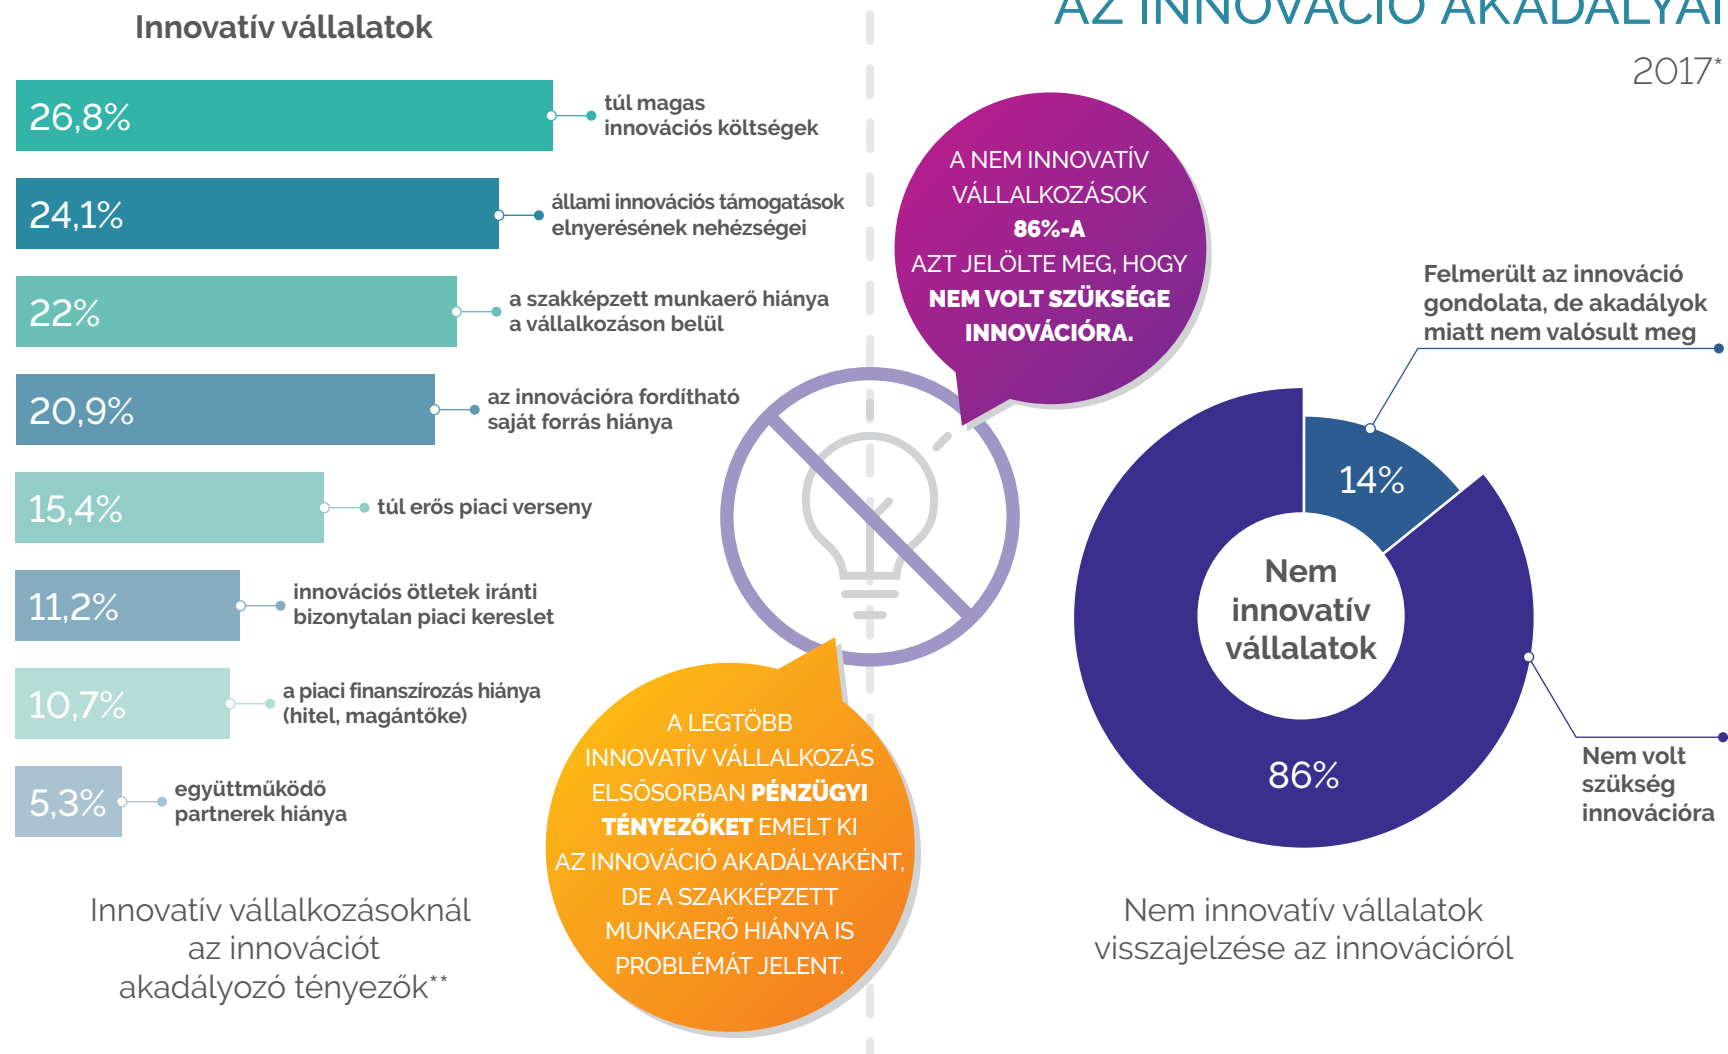 AZ INNOVÁCIÓ AKADÁLYAI
2017*
Innovatív vállalatok
26,8%
túl magas
innovációs költségek
24,1%
állami innovációs támogatások
elnyerésének nehézségei
22%
a szakképzett munkaerő hiánya
a vállalkozáson belül
20,9%
az innovációra fordítható
saját forrás hiánya
15,4%
túl erős piaci verseny
11,2%
innovációs ötletek iránti
bizonytalan piaci kereslet
10,7%
a piaci finanszírozás hiánya
(hitel, magántőke)
5,3%
együttműködő
partnerek hiánya
Innovatív vállalkozásoknál
az innovációt
akadályozó tényezők**
A NEM INNOVATÍV
VÁLLALKOZÁSOK
86%-A
AZT JELÖLTE MEG, HOGY
NEM VOLT SZÜKSÉGE
INNOVÁCIÓRA.
A LEGTÖBB
INNOVATÍV VÁLLALKOZÁS
ELSŐSORBAN PÉNZÜGYI
TÉNYEZŐKET EMELT KI
AZ INNOVÁCIÓ AKADÁLYAKÉNT,
DE A SZAKKÉPZETT
MUNKAERŐ HIÁNYA IS
PROBLÉMÁT JELENT.
Felmerült az innováció
gondolata, de akadályok
miatt nem valósult meg
14%
Nem
innovatív
vállalatok
86%
Nem volt
szükség
innovációra
Nem innovatív vállalatok
visszajelzése az innovációról